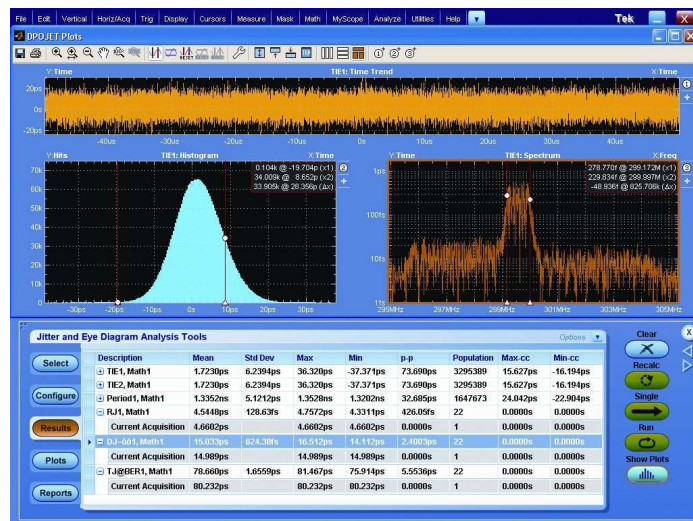 File Edit Vertical Horiz/Acq Trig Display Cursors Measure Mask Math MyScope Analyze Utilities Help Tek
DPOJET Plots
Y:Time TIE1: Time Trend X:Time
20ps
0s
-20ps
-40us -30us -20us -10us 0s 10us 20us 30us 40us
Y:Hits TIE1: Histogram X:Time
0.104k @ -19.704p (x1)
34.009k @ 8.652p (x2)
33.905k @ 28.356p (Δx)
70k
60k
50k
40k
30k
20k
10k
0
-30ps -20ps -10ps 0s 10ps 20ps 30ps
Y:Time TIE1: Spectrum X:Freq
278.770f @ 299.172M (x1)
229.834f @ 299.997M (x2)
-48.936f @ 825.706k (Δx)
1ps
100fs
10fs
1fs
295MHz 297MHz 299MHz 301MHz 303MHz 305MHz
Jitter and Eye Diagram Analysis Tools Options
Select
Configure
Results
Plots
Reports
Description Mean Std Dev Max Min p-p Population Max-cc Min-cc
TIE1, Math1 1.7230ps 6.2394ps 36.320ps -37.371ps 73.690ps 3295389 15.627ps -16.194ps
TIE2, Math1 1.7230ps 6.2394ps 36.320ps -37.371ps 73.690ps 3295389 15.627ps -16.194ps
Period1, Math1 1.3352ns 5.1212ps 1.3528ns 1.3202ns 32.685ps 1647673 24.042ps -22.904ps
RJ1, Math1 4.5448ps 128.63fs 4.7572ps 4.3311ps 426.05fs 22 0.0000s 0.0000s
Current Acquisition 4.6602ps 4.6602ps 4.6602ps 0.0000s 1 0.0000s 0.0000s
DJ-δδ1, Math1 15.033ps 624.38fs 16.512ps 14.112ps 2.4003ps 22 0.0000s 0.0000s
Current Acquisition 14.989ps 14.989ps 14.989ps 0.0000s 1 0.0000s 0.0000s
TJ@BER1, Math1 78.660ps 1.6559ps 81.467ps 75.914ps 5.5536ps 22 0.0000s 0.0000s
Current Acquisition 80.232ps 80.232ps 80.232ps 0.0000s 1 0.0000s 0.0000s
Clear
Recalc
Single
Run
Show Plots